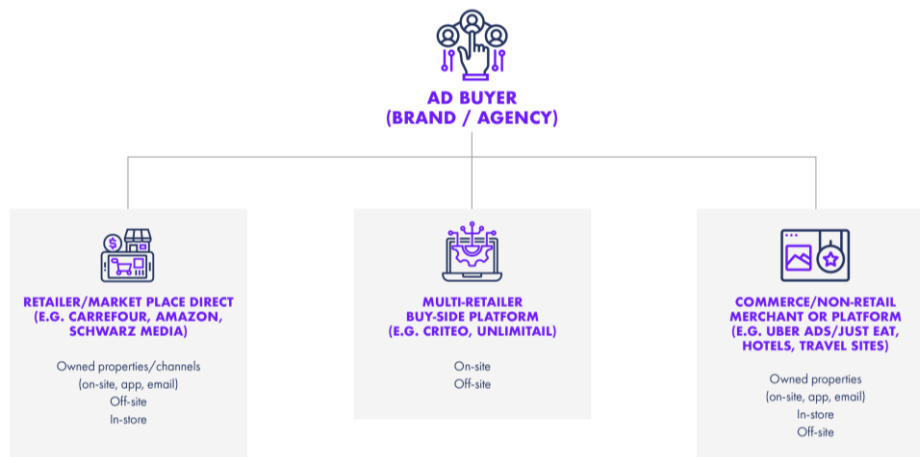 AD BUYER
(BRAND / AGENCY)
RETAILER/MARKET PLACE DIRECT
(E.G. CARREFOUR, AMAZON,
SCHWARZ MEDIA)
Owned properties/channels
(on-site, app, email)
Off-site
In-store
MULTI-RETAILER
BUY-SIDE PLATFORM
(E.G. CRITEO, UNLIMITAIL)
On-site
Off-site
COMMERCE/NON-RETAIL
MERCHANT OR PLATFORM
(E.G. UBER ADS/JUST EAT,
HOTELS, TRAVEL SITES)
Owned properties
(on-site, app, email)
In-store
Off-site